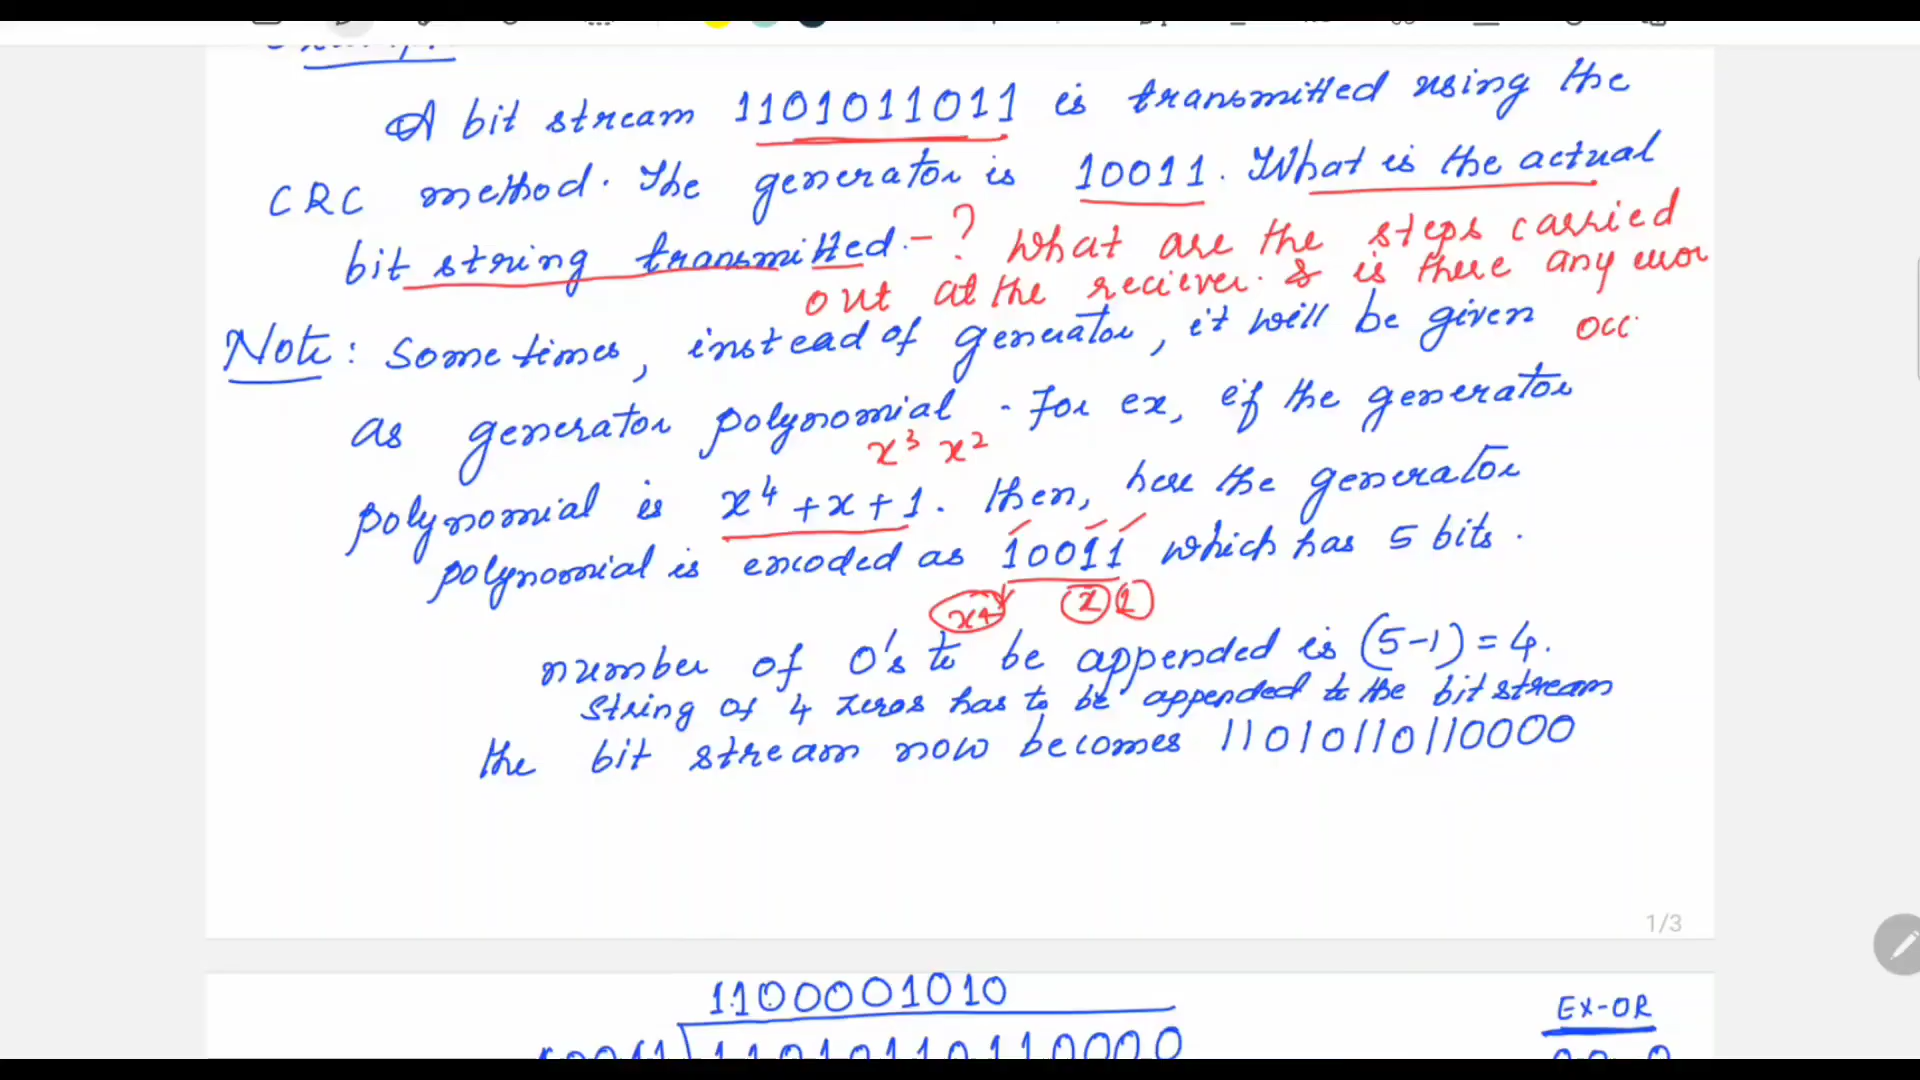 A bit stream 1101011011 is transmitted using the
CRC method. The generator is 10011. What is the actual
bit string transmitted. - ? What are the steps carried
out at the reciever. & is there any error
occ
Note: Some times, instead of generator, it will be given
as generator polynomial. For ex, if the generator
x³ x²
polynomial is x⁴+x+1. Then, here the generator
polynomial is encoded as 10011 which has 5 bits.
x⁴ x 1
number of 0's to be appended is (5-1) = 4.
String of 4 zeros has to be appended to the bit stream
the bit stream now becomes 11010110110000
1/3
1100001010
EX-OR
10011 11010110110000